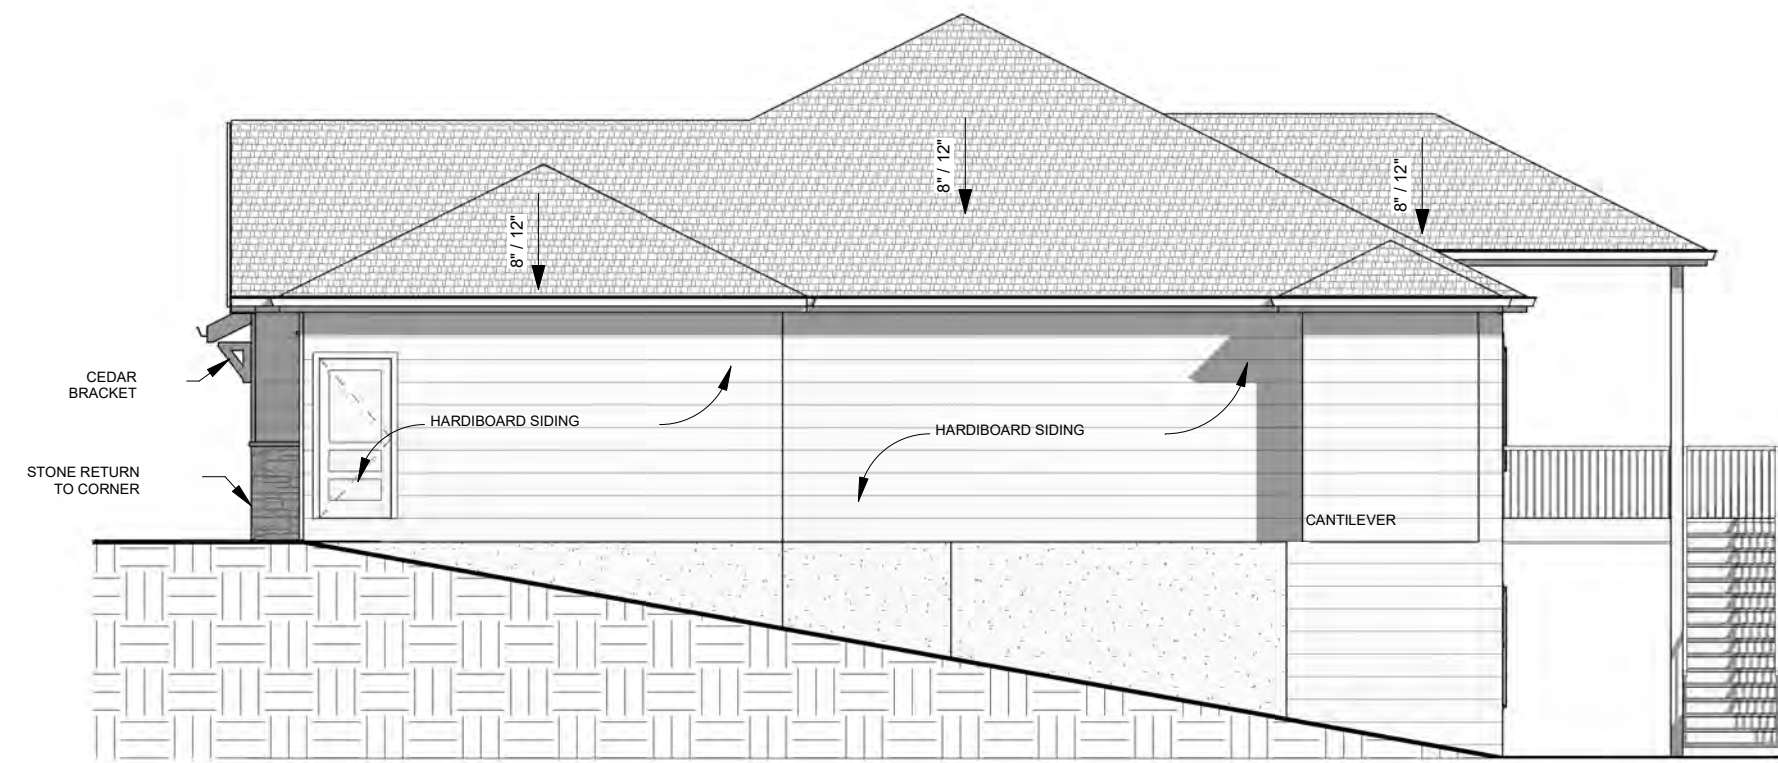 8" / 12"
8" / 12"
8" / 12"
CEDAR
BRACKET
HARDIBOARD SIDING
HARDIBOARD SIDING
STONE RETURN
TO CORNER
CANTILEVER